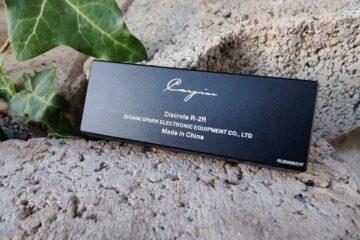 Cayin
Discrete R-2R
ZHUHAI SPARK ELECTRONIC EQUIPMENT CO., LTD
Made in China